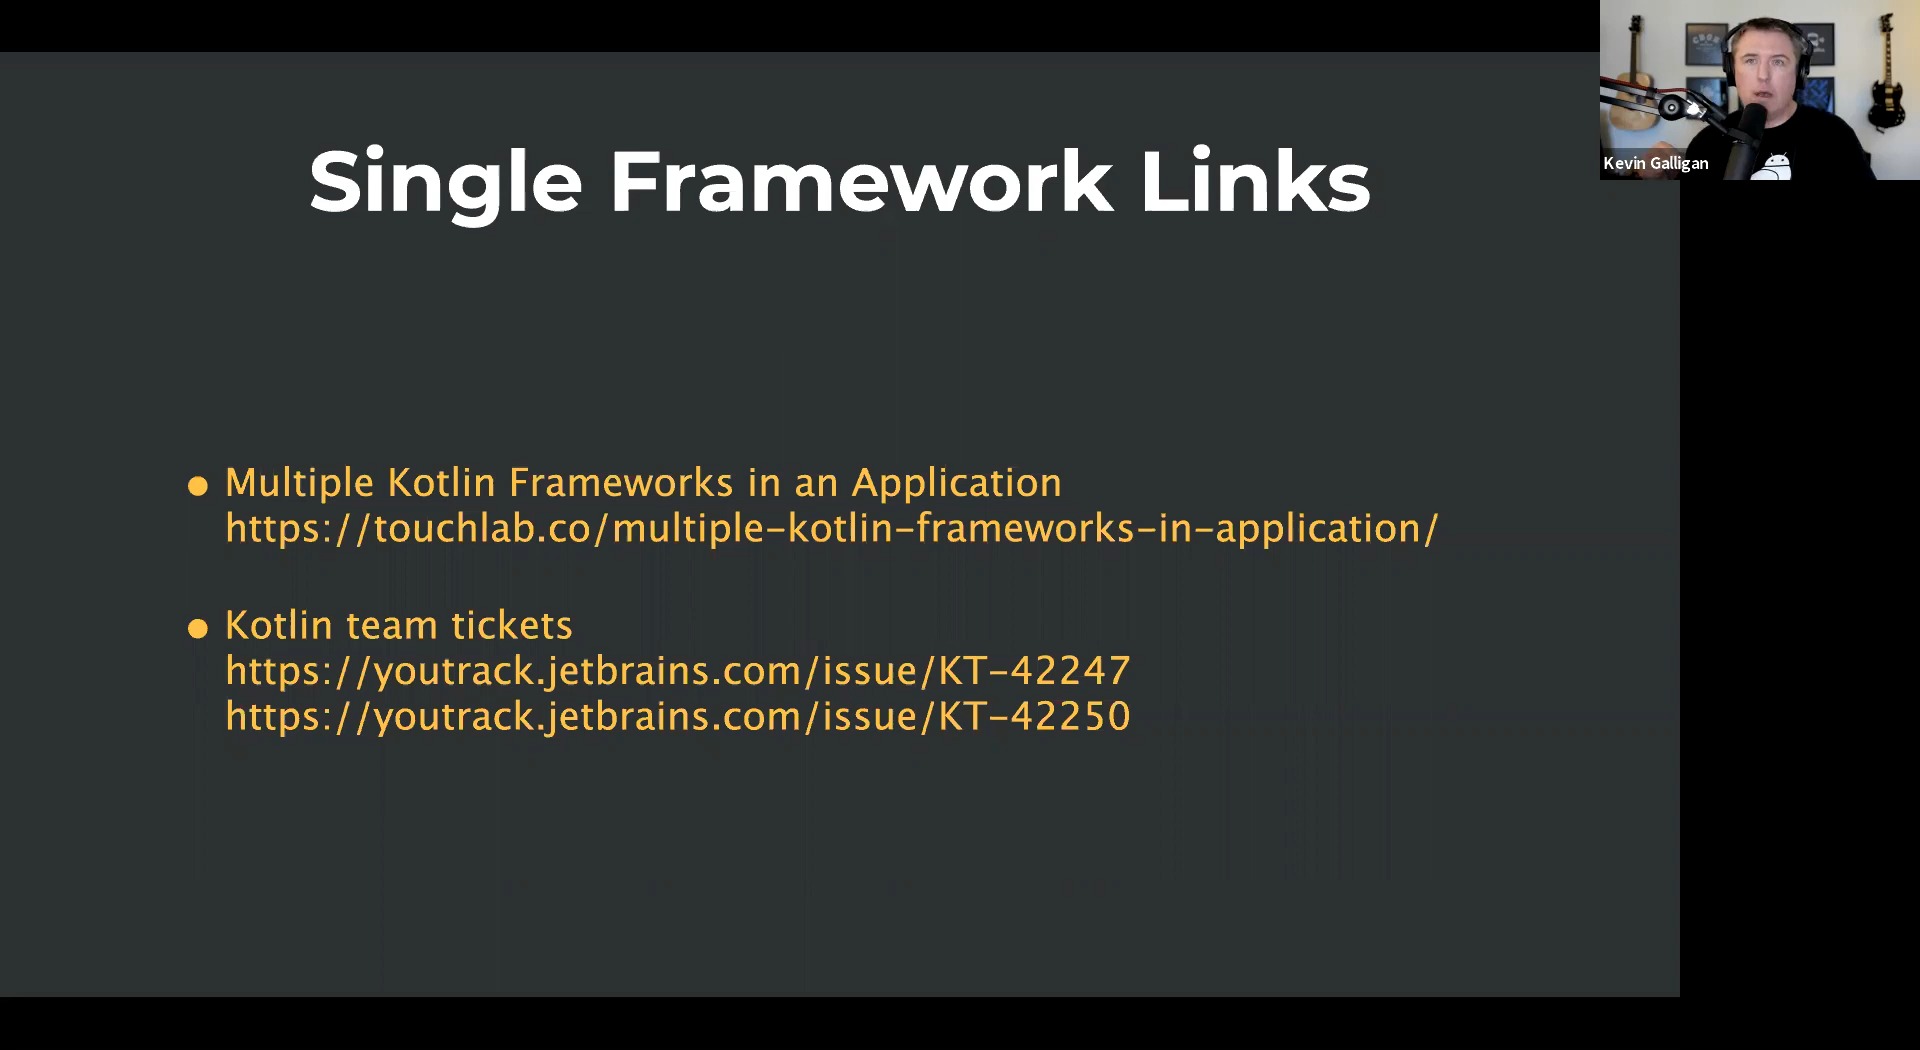 Single Framework Links
Kevin Galligan
• Multiple Kotlin Frameworks in an Application
https://touchlab.co/multiple-kotlin-frameworks-in-application/
• Kotlin team tickets
https://youtrack.jetbrains.com/issue/KT-42247
https://youtrack.jetbrains.com/issue/KT-42250